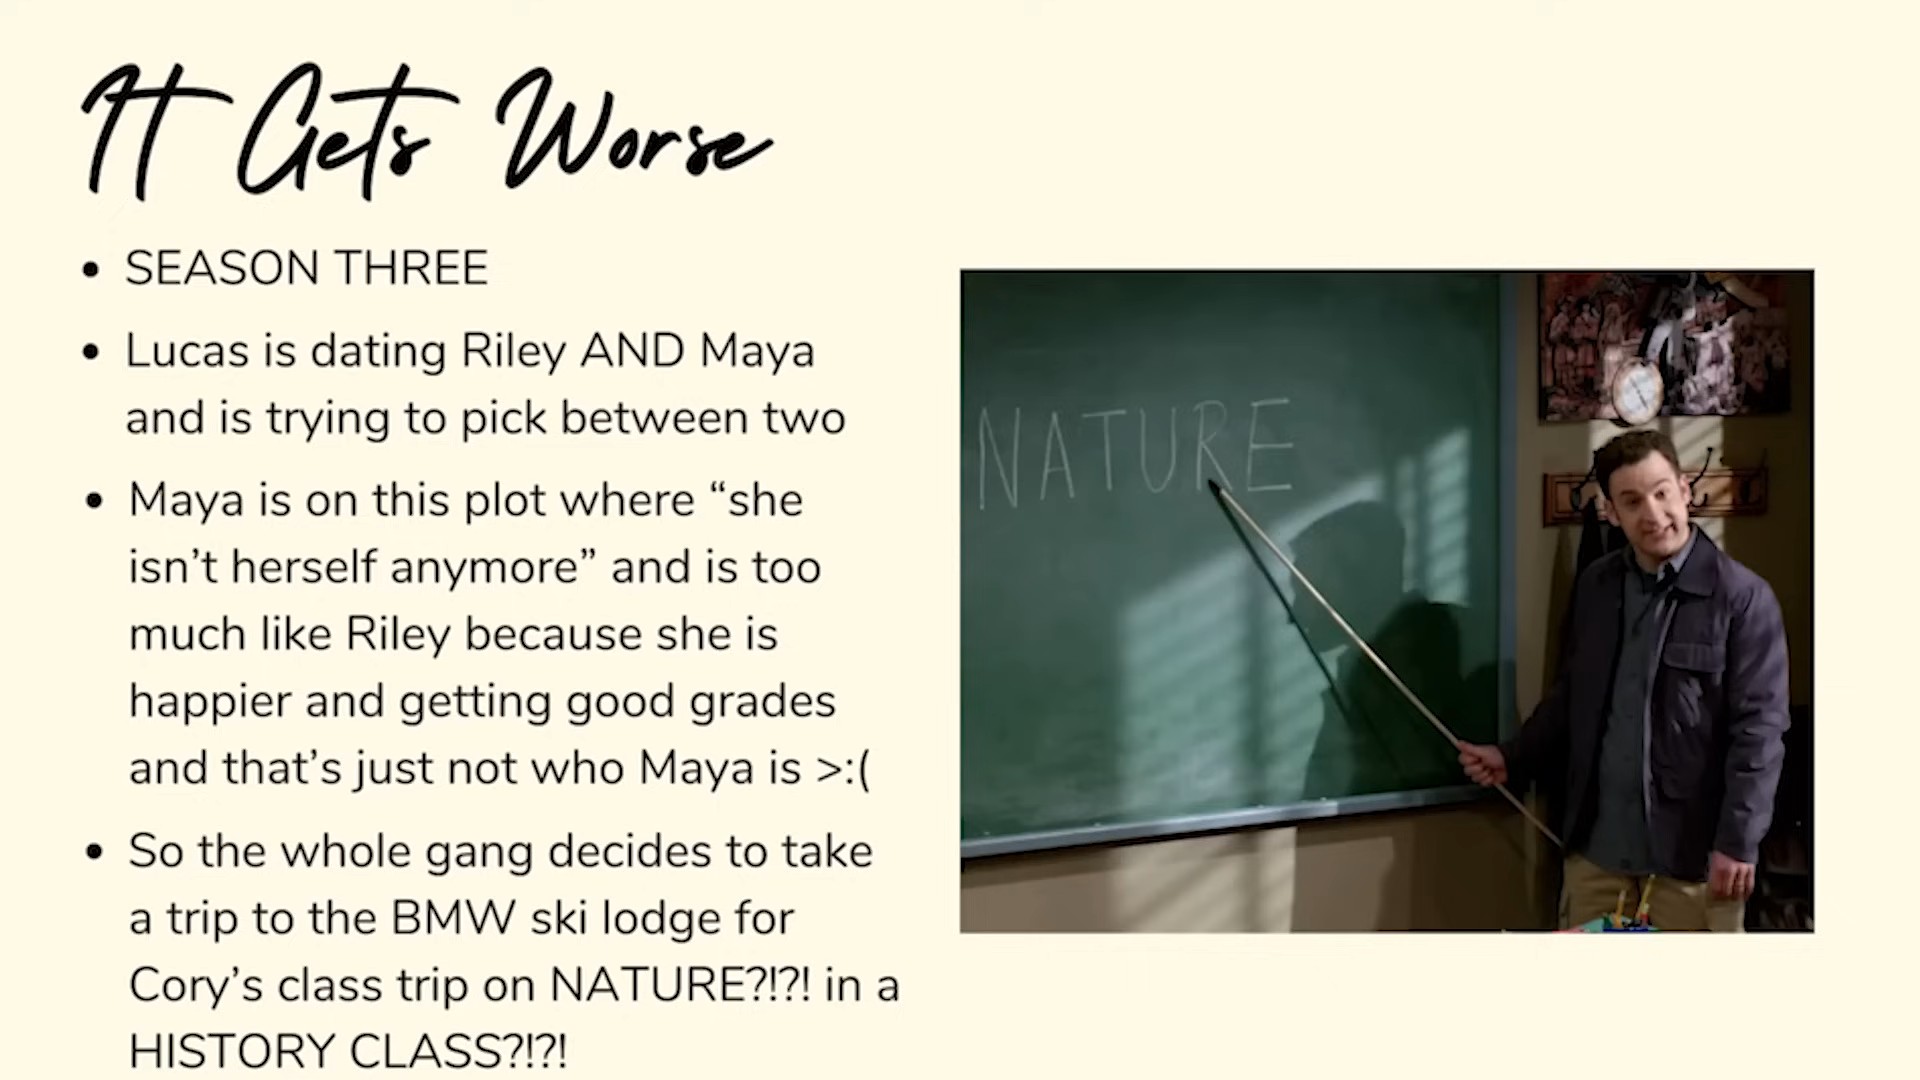 It Gets Worse
SEASON THREE
Lucas is dating Riley AND Maya
and is trying to pick between two
Maya is on this plot where “she
isn’t herself anymore” and is too
much like Riley because she is
happier and getting good grades
and that’s just not who Maya is >:(
So the whole gang decides to take
a trip to the BMW ski lodge for
Cory’s class trip on NATURE?!?! in a
HISTORY CLASS?!?!
NATURE